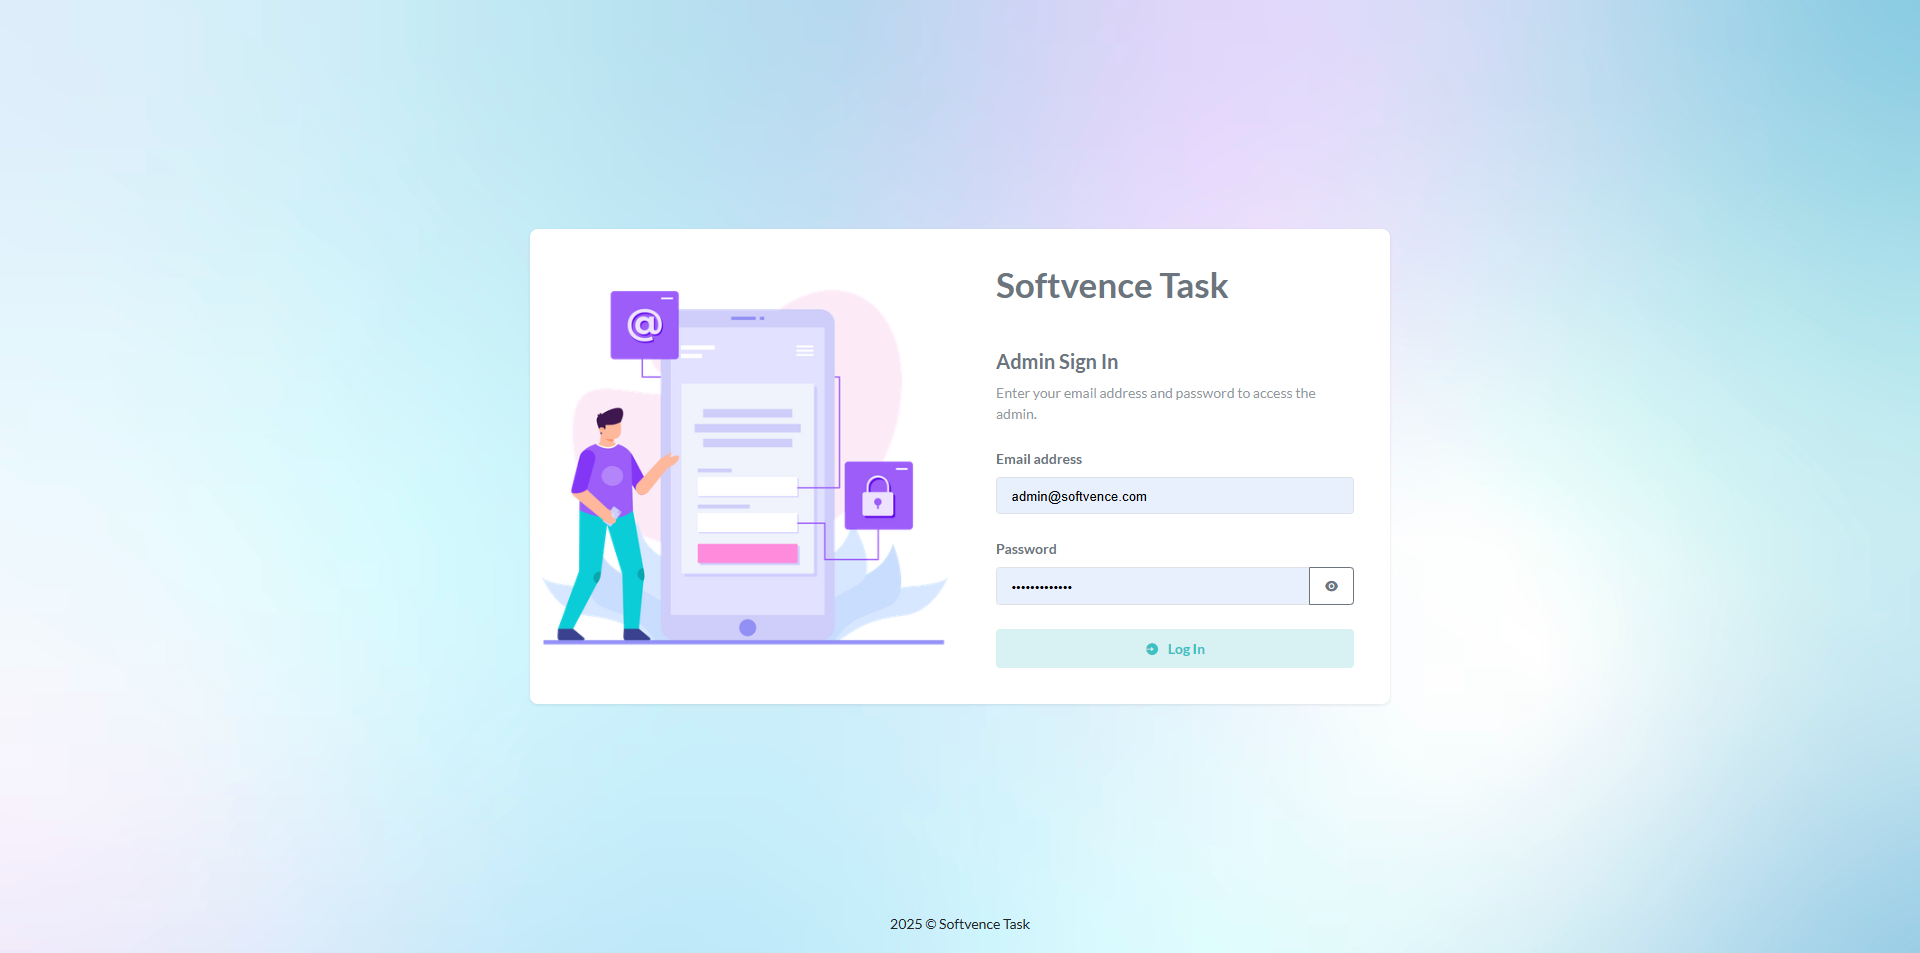 Softvence Task
Admin Sign In
Enter your email address and password to access the
admin.
Email address
admin@softvence.com
Password
•••••••••••••
Log In
@
2025 © Softvence Task